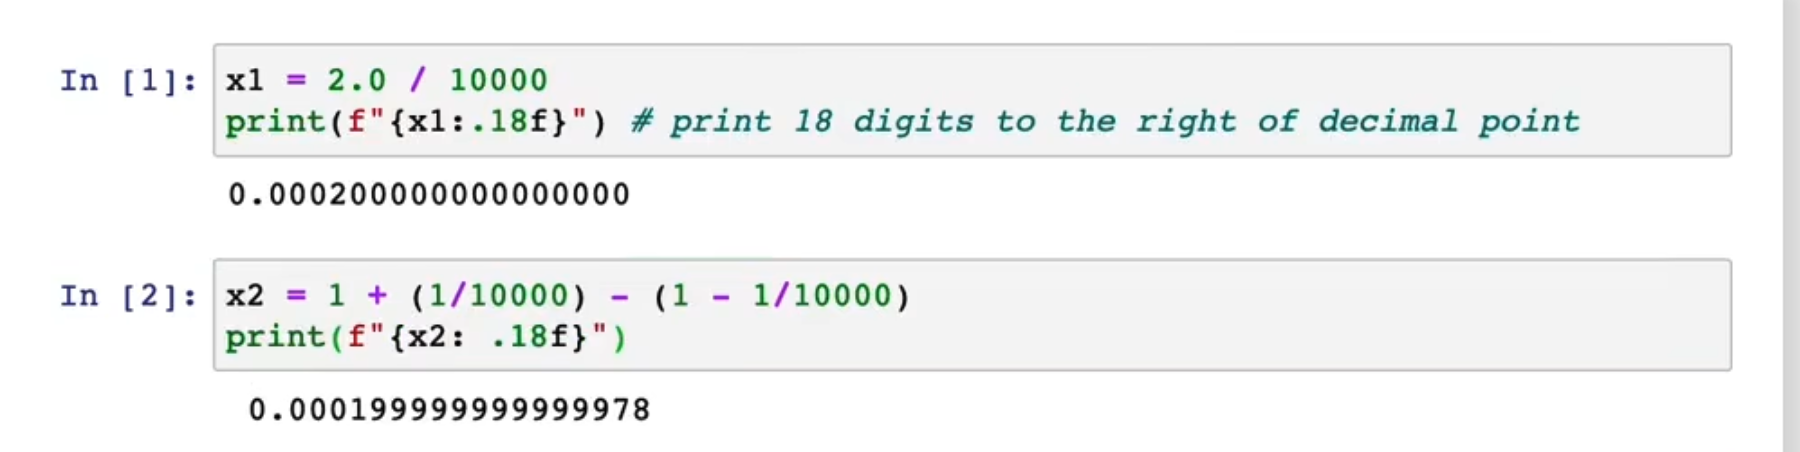 In [1]: x1 = 2.0 / 10000
print(f"{x1:.18f}") # print 18 digits to the right of decimal point
0.000200000000000000
In [2]: x2 = 1 + (1/10000) - (1 - 1/10000)
print(f"{x2: .18f}")
0.000199999999999978